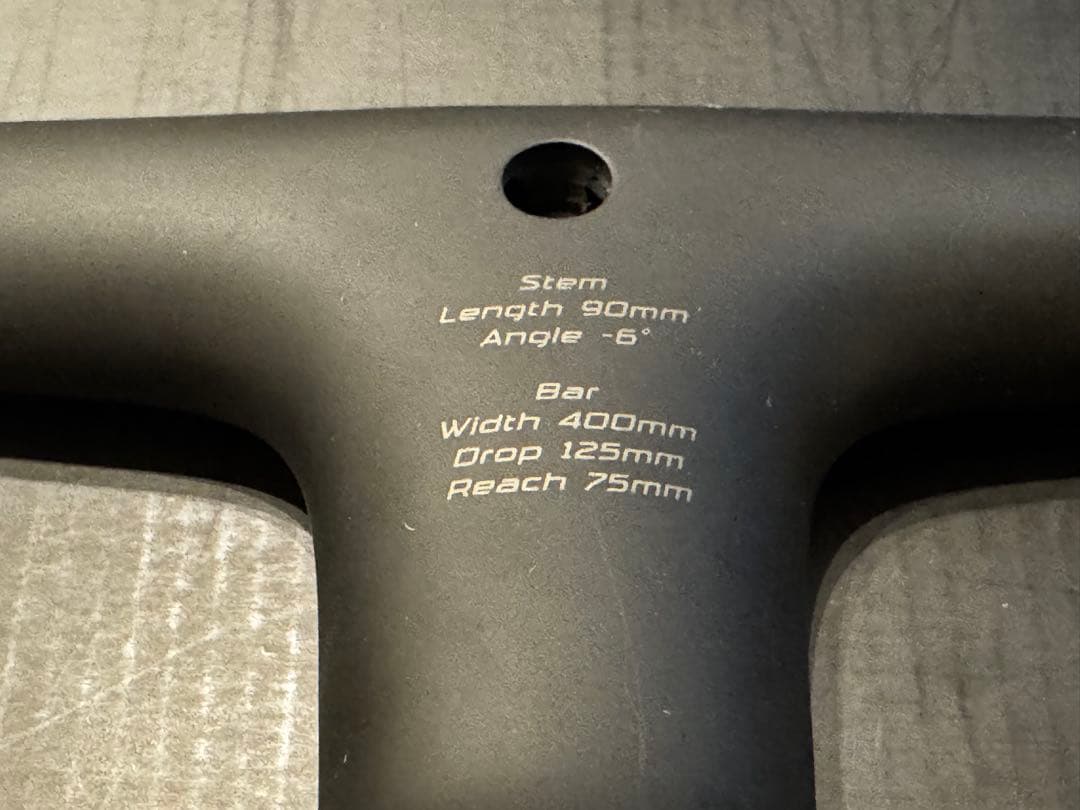 Stem
Length 90mm
Angle -6°
Bar
Width 400mm
Drop 125mm
Reach 75mm